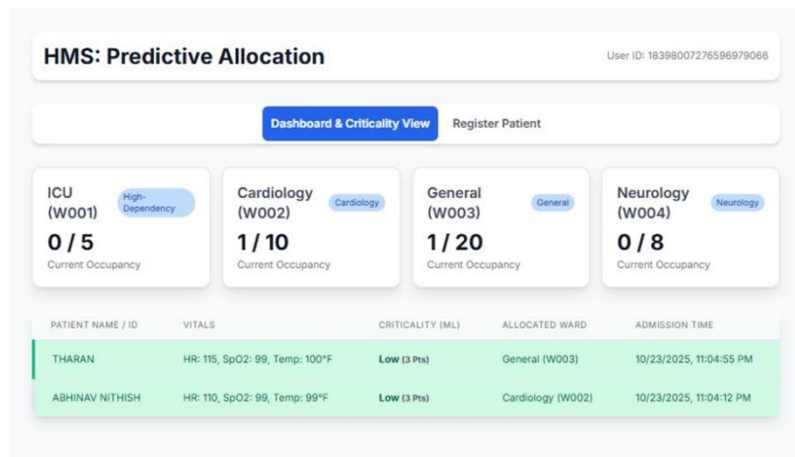 HMS: Predictive Allocation
User ID: 18398007276596979066
Dashboard & Criticality View
Register Patient
ICU
(W001)
High-
Dependency
0 / 5
Current Occupancy
Cardiology
(W002)
Cardiology
1 / 10
Current Occupancy
General
(W003)
General
1 / 20
Current Occupancy
Neurology
(W004)
Neurology
0 / 8
Current Occupancy
PATIENT NAME / ID VITALS CRITICALITY (ML) ALLOCATED WARD ADMISSION TIME
THARAN HR: 115, SpO2: 99, Temp: 100°F Low (3 Pts) General (W003) 10/23/2025, 11:04:55 PM
ABHINAV NITHISH HR: 110, SpO2: 99, Temp: 99°F Low (3 Pts) Cardiology (W002) 10/23/2025, 11:04:12 PM